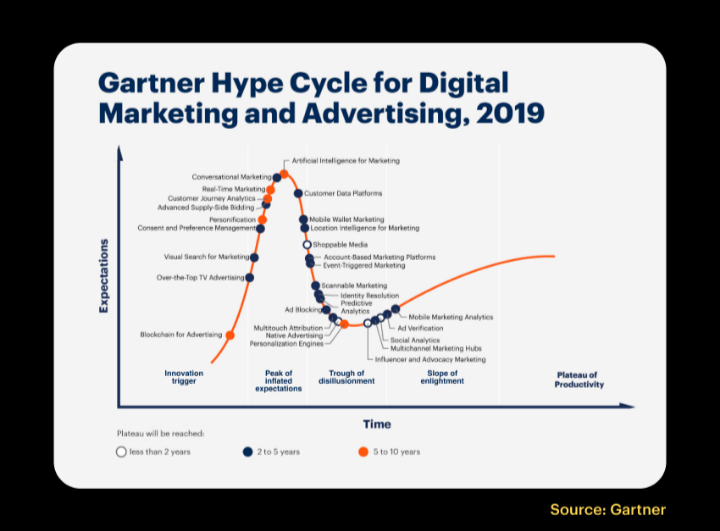 Gartner Hype Cycle for Digital
Marketing and Advertising, 2019
Expectations
Artificial Intelligence for Marketing
Conversational Marketing
Real-Time Marketing
Customer Journey Analytics
Advanced Supply-Side Bidding
Personification
Consent and Preference Management
Visual Search for Marketing
Over-the-Top TV Advertising
Blockchain for Advertising
Customer Data Platforms
Mobile Wallet Marketing
Location Intelligence for Marketing
Shoppable Media
Account-Based Marketing Platforms
Event-Triggered Marketing
Scannable Marketing
Identity Resolution
Predictive
Analytics
Ad Blocking
Multitouch Attribution
Native Advertising
Personalization Engines
Mobile Marketing Analytics
Ad Verification
Social Analytics
Multichannel Marketing Hubs
Influencer and Advocacy Marketing
Innovation
trigger
Peak of
inflated
expectations
Trough of
disillusionment
Slope of
enlightment
Plateau of
Productivity
Time
Plateau will be reached:
less than 2 years
2 to 5 years
5 to 10 years
Source: Gartner